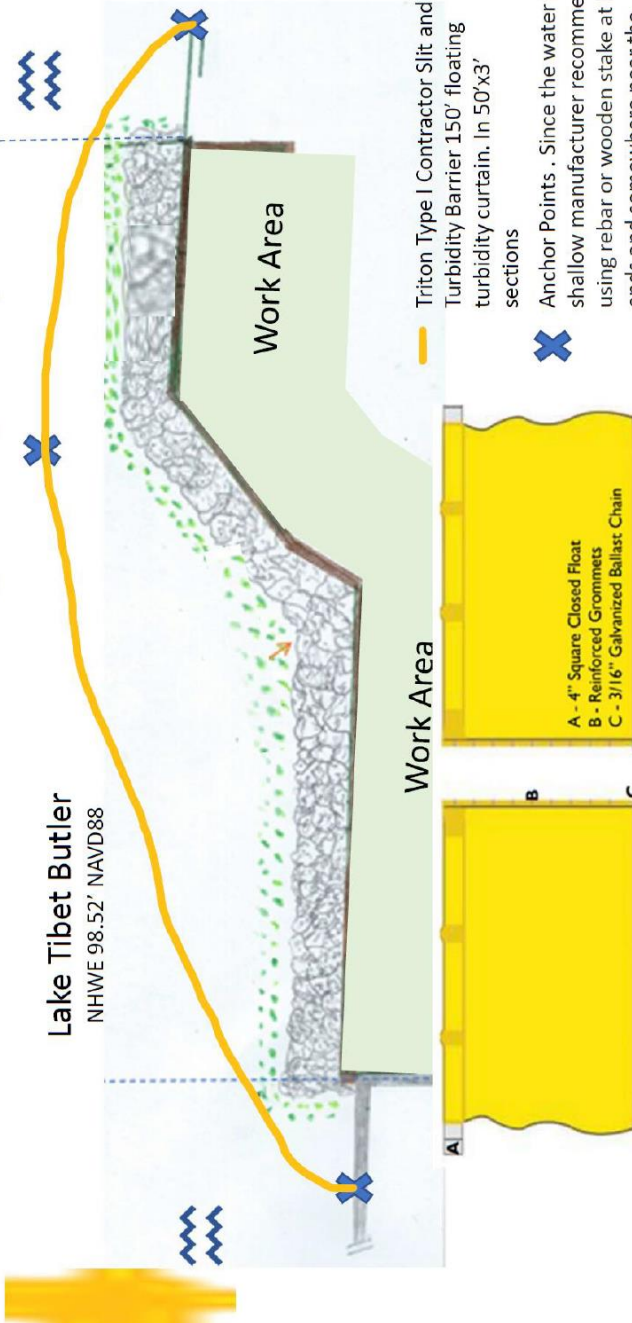 Lake Tibet Butler
NHWE 98.52' NAVD88
Work Area
Work Area
Triton Type I Contractor Slit and
Turbidity Barrier 150' floating
turbidity curtain. In 50'x3'
sections
Anchor Points . Since the water
shallow manufacturer recomme
using rebar or wooden stake at
A
B
A - 4" Square Closed Float
B - Reinforced Grommets
C - 3/16" Galvanized Ballast Chain